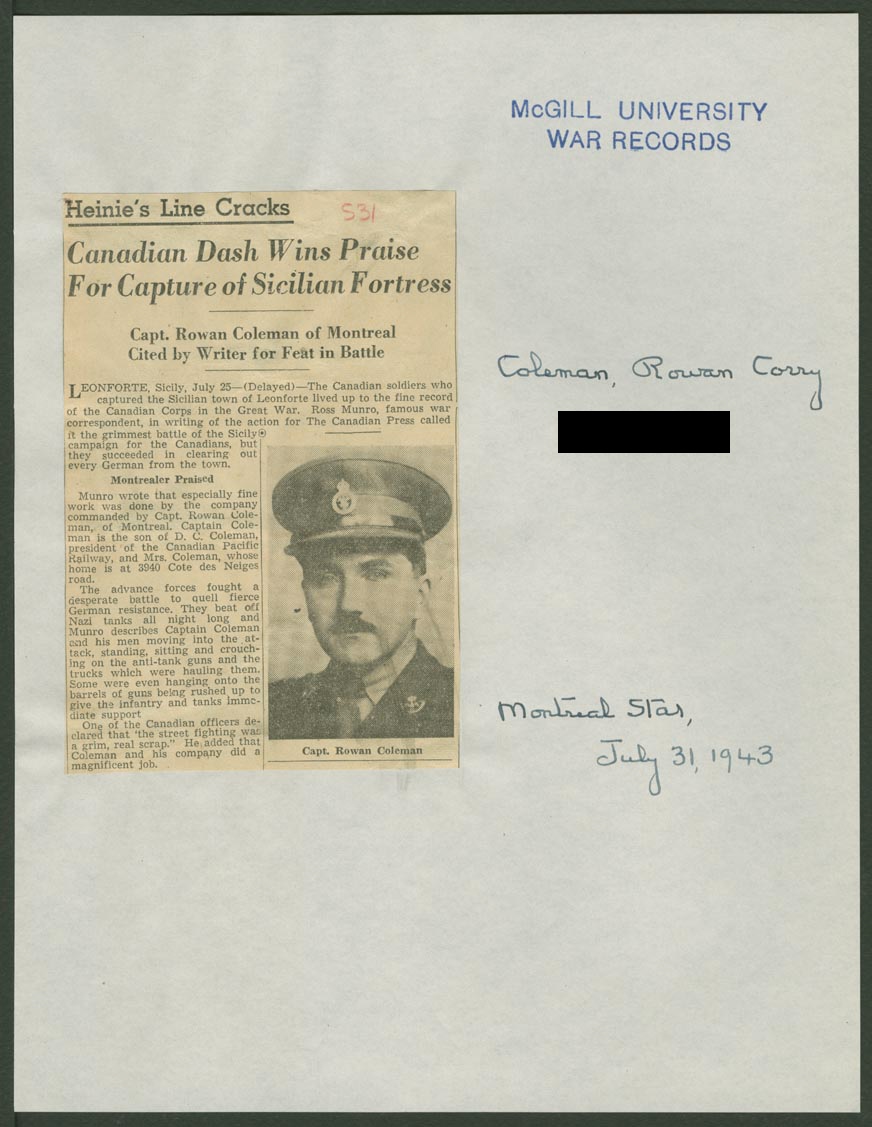 McGILL UNIVERSITY
WAR RECORDS
Heinie's Line Cracks
S31
Canadian Dash Wins Praise
For Capture of Sicilian Fortress
Capt. Rowan Coleman of Montreal
Cited by Writer for Feat in Battle
LEONFORTE, Sicily, July 25—(Delayed)—The Canadian soldiers who
captured the Sicilian town of Leonforte lived up to the fine record
of the Canadian Corps in the Great War. Ross Munro, famous war
correspondent, in writing of the action for The Canadian Press called
it the grimmest battle of the Sicily
campaign for the Canadians, but
they succeeded in clearing out
every German from the town.
Montrealer Praised
Munro wrote that especially fine
work was done by the company
commanded by Capt. Rowan Cole-
man, of Montreal. Captain Cole-
man is the son of D. C. Coleman,
president of the Canadian Pacific
Railway, and Mrs. Coleman, whose
home is at 3940 Cote des Neiges
road.
The advance forces fought a
desperate battle to quell fierce
German resistance. They beat off
Nazi tanks all night long and
Munro describes Captain Coleman
and his men moving into the at-
tack, standing, sitting and crouch-
ing on the anti-tank guns and the
trucks which were hauling them.
Some were even hanging onto the
barrels of guns being rushed up to
give the infantry and tanks imme-
diate support
One of the Canadian officers de-
clared that 'the street fighting was
a grim, real scrap." He added that
Coleman and his company did a
magnificent job.
Capt. Rowan Coleman
Coleman, Rowan Corry
Montreal Star,
July 31, 1943